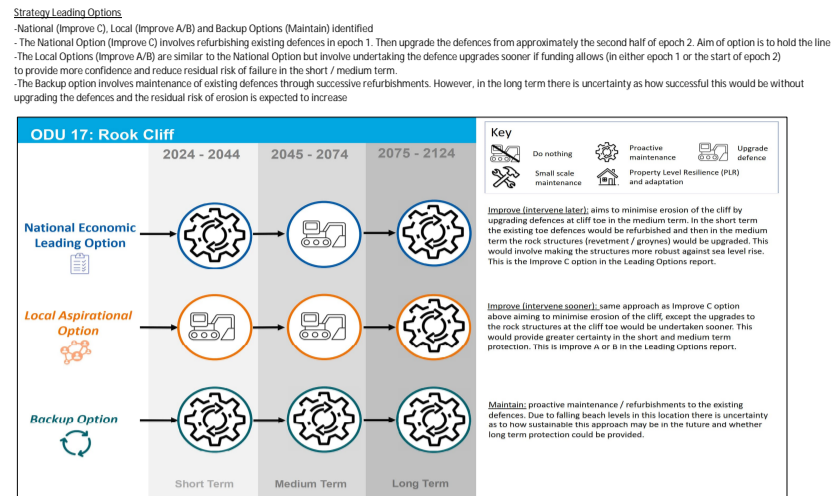 Strategy Leading Options
-National (Improve C), Local (Improve A/B) and Backup Options (Maintain) identified
- The National Option (Improve C) involves refurbishing existing defences in epoch 1. Then upgrade the defences from approximately the second half of epoch 2. Aim of option is to hold the line
-The Local Options (Improve A/B) are similar to the National Option but involve undertaking the defence upgrades sooner if funding allows (in either epoch 1 or the start of epoch 2)
to provide more confidence and reduce residual risk of failure in the short / medium term.
-The Backup option involves maintenance of existing defences through successive refurbishments. However, in the long term there is uncertainty as how successful this would be without
upgrading the defences and the residual risk of erosion is expected to increase
ODU 17: Rook Cliff
2024 - 2044
2045 - 2074
2075 - 2124
Key
Do nothing
Proactive
maintenance
Upgrade
defence
Small scale
maintenance
Property Level Resilience (PLR)
and adaptation
National Economic
Leading Option
Improve (intervene later): aims to minimise erosion of the cliff by
upgrading defences at cliff toe in the medium term. In the short term
the existing toe defences would be refurbished and then in the medium
term the rock structures (revetment / groynes) would be upgraded. This
would involve making the structures more robust against sea level rise.
This is the Improve C option in the Leading Options report.
Local Aspirational
Option
Improve (intervene sooner): same approach as Improve C option
above aiming to minimise erosion of the cliff, except the upgrades to
the rock structures at the cliff toe would be undertaken sooner. This
would provide greater certainty in the short and medium term
protection. This is Improve A or B in the Leading Options report.
Backup Option
Maintain: proactive maintenance / refurbishments to the existing
defences. Due to falling beach levels in this location there is uncertainty
as to how sustainable this approach may be in the future and whether
long term protection could be provided.
Short Term
Medium Term
Long Term